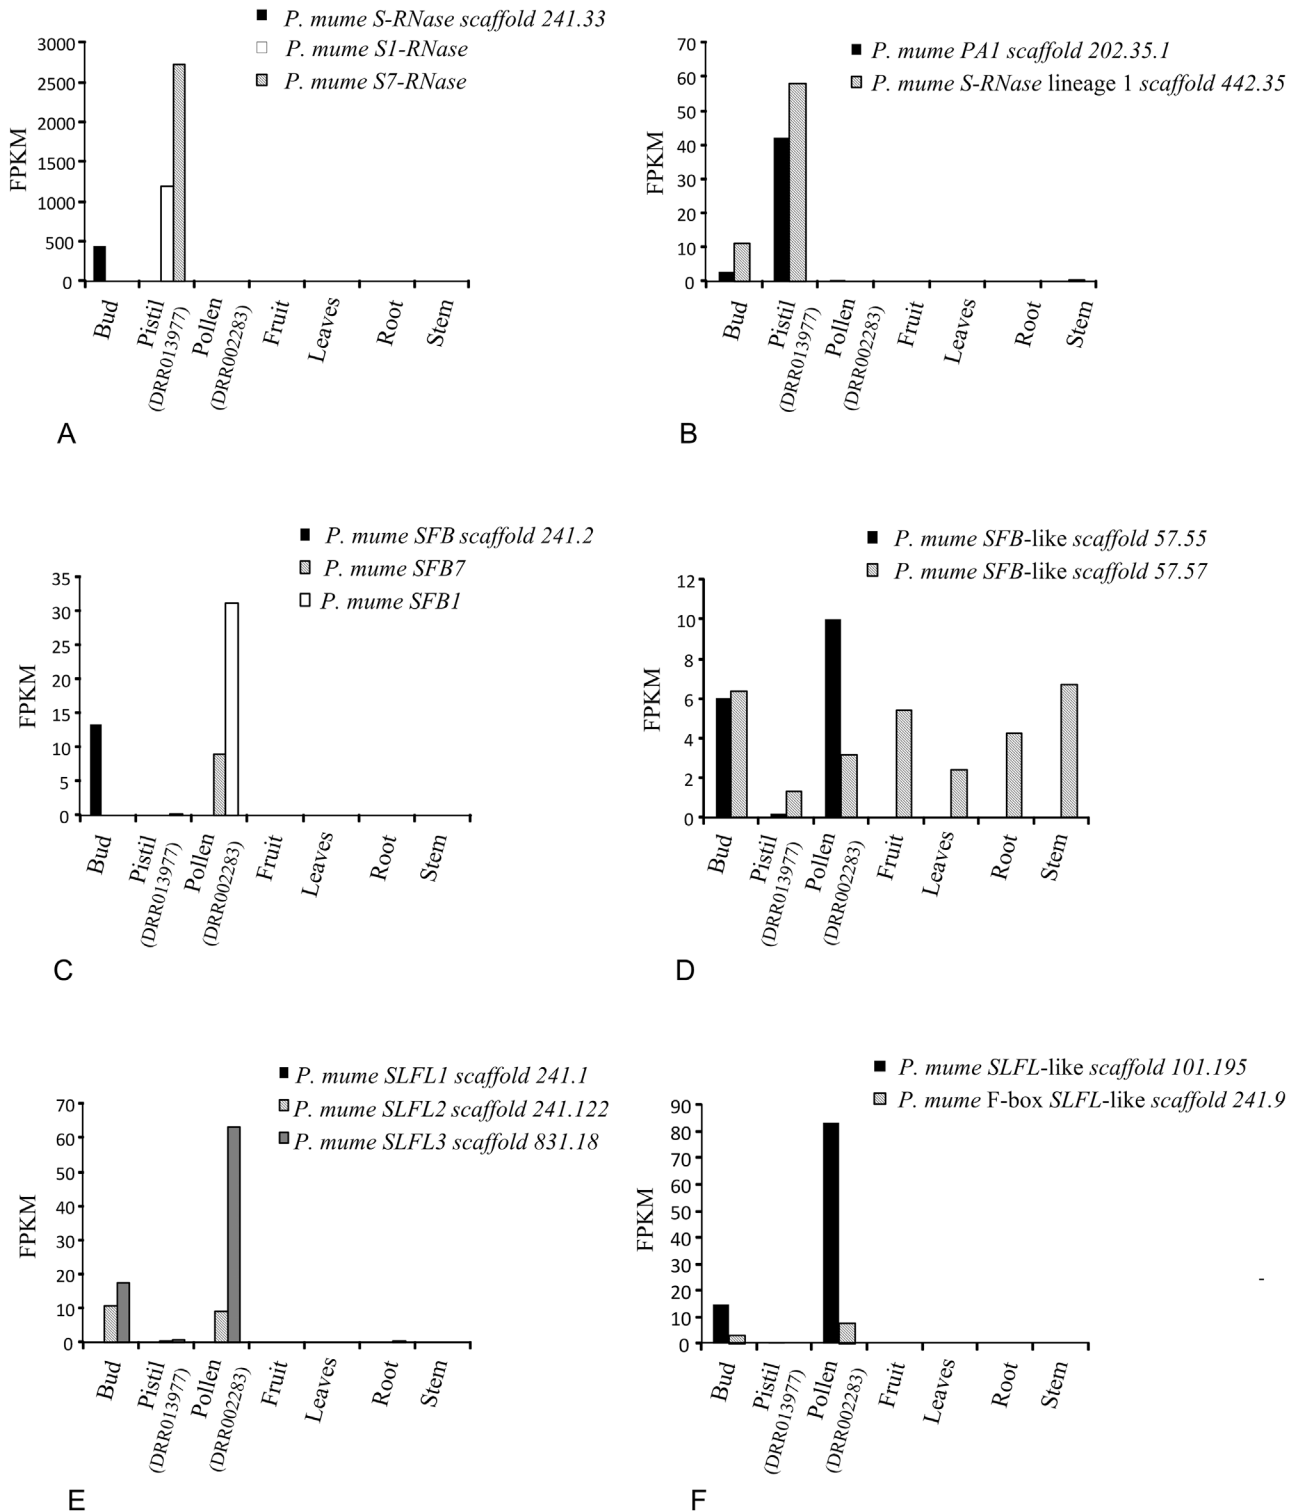 P. mume S-RNase scaffold 241.33
P. mume S1-RNase
P. mume S7-RNase
3000
2500
2000
1500
1000
500
0
FPKM
Bud
Pistil
(DRR013977)
Pollen
(DRR002283)
Fruit
Leaves
Root
Stem
A
P. mume PA1 scaffold 202.35.1
P. mume S-RNase lineage 1 scaffold 442.35
70
60
50
40
30
20
10
0
FPKM
Bud
Pistil
(DRR013977)
Pollen
(DRR002283)
Fruit
Leaves
Root
Stem
B
P. mume SFB scaffold 241.2
P. mume SFB7
P. mume SFB1
35
30
25
20
15
10
5
0
FPKM
Bud
Pistil
(DRR013977)
Pollen
(DRR002283)
Fruit
Leaves
Root
Stem
C
P. mume SFB-like scaffold 57.55
P. mume SFB-like scaffold 57.57
12
10
8
6
4
2
0
FPKM
Bud
Pistil
(DRR013977)
Pollen
(DRR002283)
Fruit
Leaves
Root
Stem
D
P. mume SLFL1 scaffold 241.1
P. mume SLFL2 scaffold 241.122
P. mume SLFL3 scaffold 831.18
70
60
50
40
30
20
10
0
FPKM
Bud
Pistil
(DRR013977)
Pollen
(DRR002283)
Fruit
Leaves
Root
Stem
E
P. mume SLFL-like scaffold 101.195
P. mume F-box SLFL-like scaffold 241.9
90
80
70
60
50
40
30
20
10
0
FPKM
Bud
Pistil
(DRR013977)
Pollen
(DRR002283)
Fruit
Leaves
Root
Stem
-
F